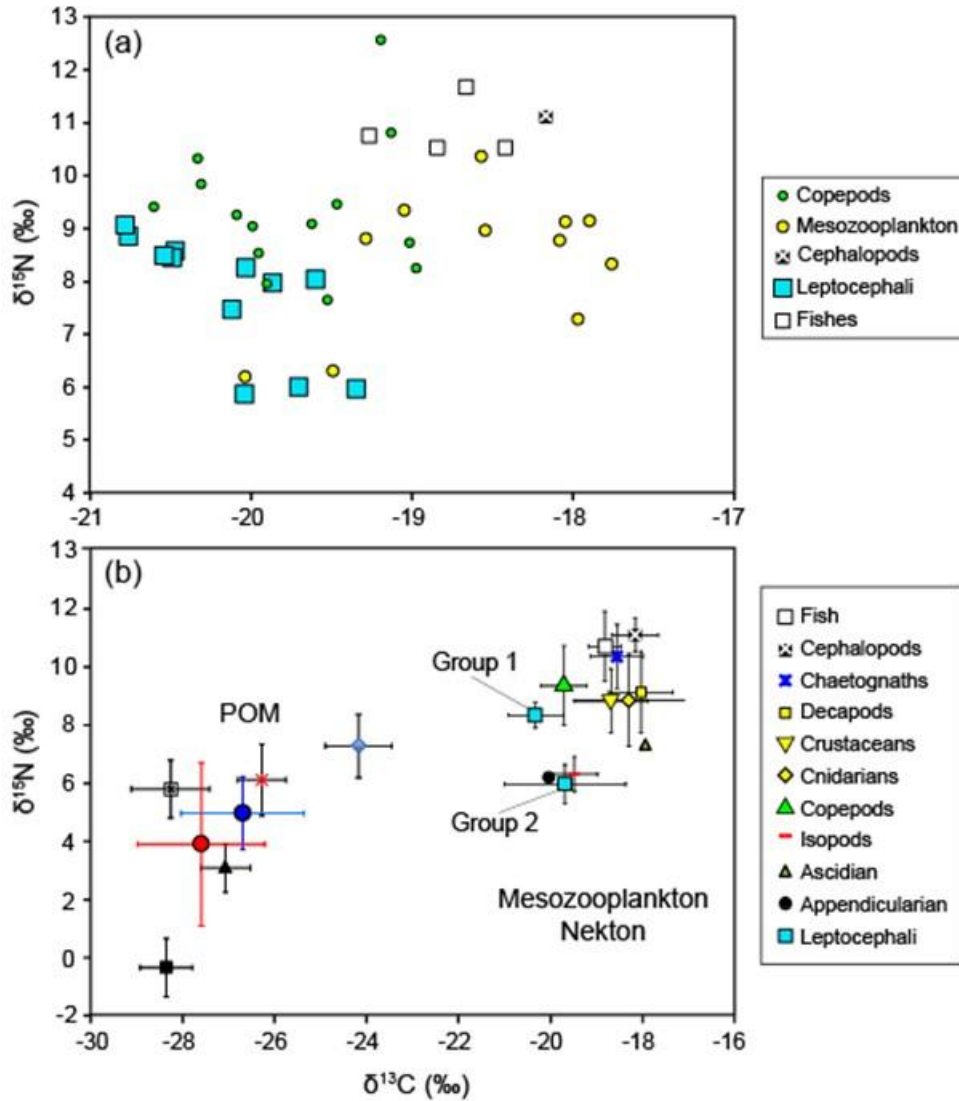 (a)
13
12
11
10
9
8
7
6
5
4
δ¹⁵N (‰)
-21
-20
-19
-18
-17
Copepods
Mesozooplankton
Cephalopods
Leptocephali
Fishes
(b)
13
12
10
8
6
4
2
0
-2
δ¹⁵N (‰)
Group 1
POM
Group 2
Mesozooplankton
Nekton
-30
-28
-26
-24
-22
-20
-18
-16
δ¹³C (‰)
Fish
Cephalopods
Chaetognaths
Decapods
Crustaceans
Cnidarians
Copepods
Isopods
Ascidian
Appendicularian
Leptocephali